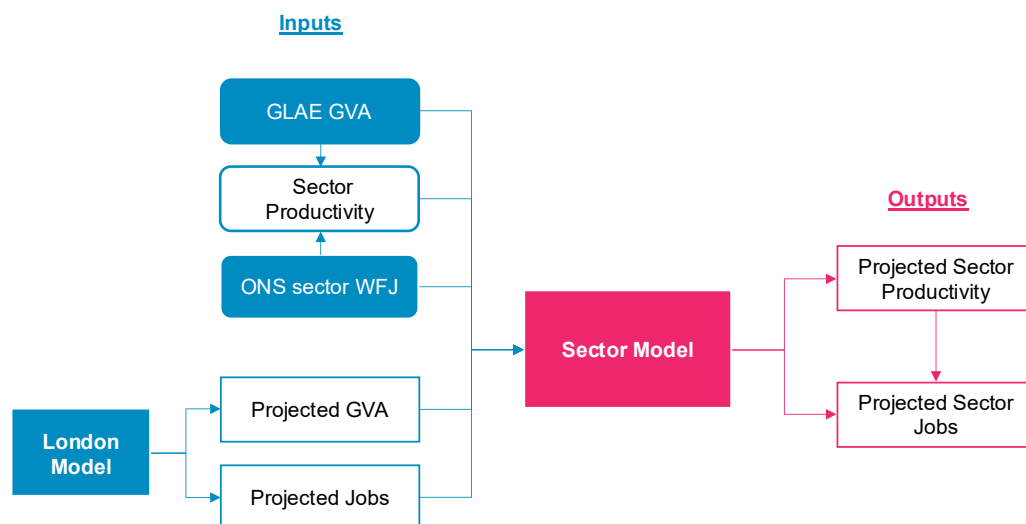 Inputs
GLAE GVA
Sector
Productivity
ONS sector WFJ
Projected GVA
London
Model
Projected Jobs
Sector Model
Outputs
Projected Sector
Productivity
Projected Sector
Jobs